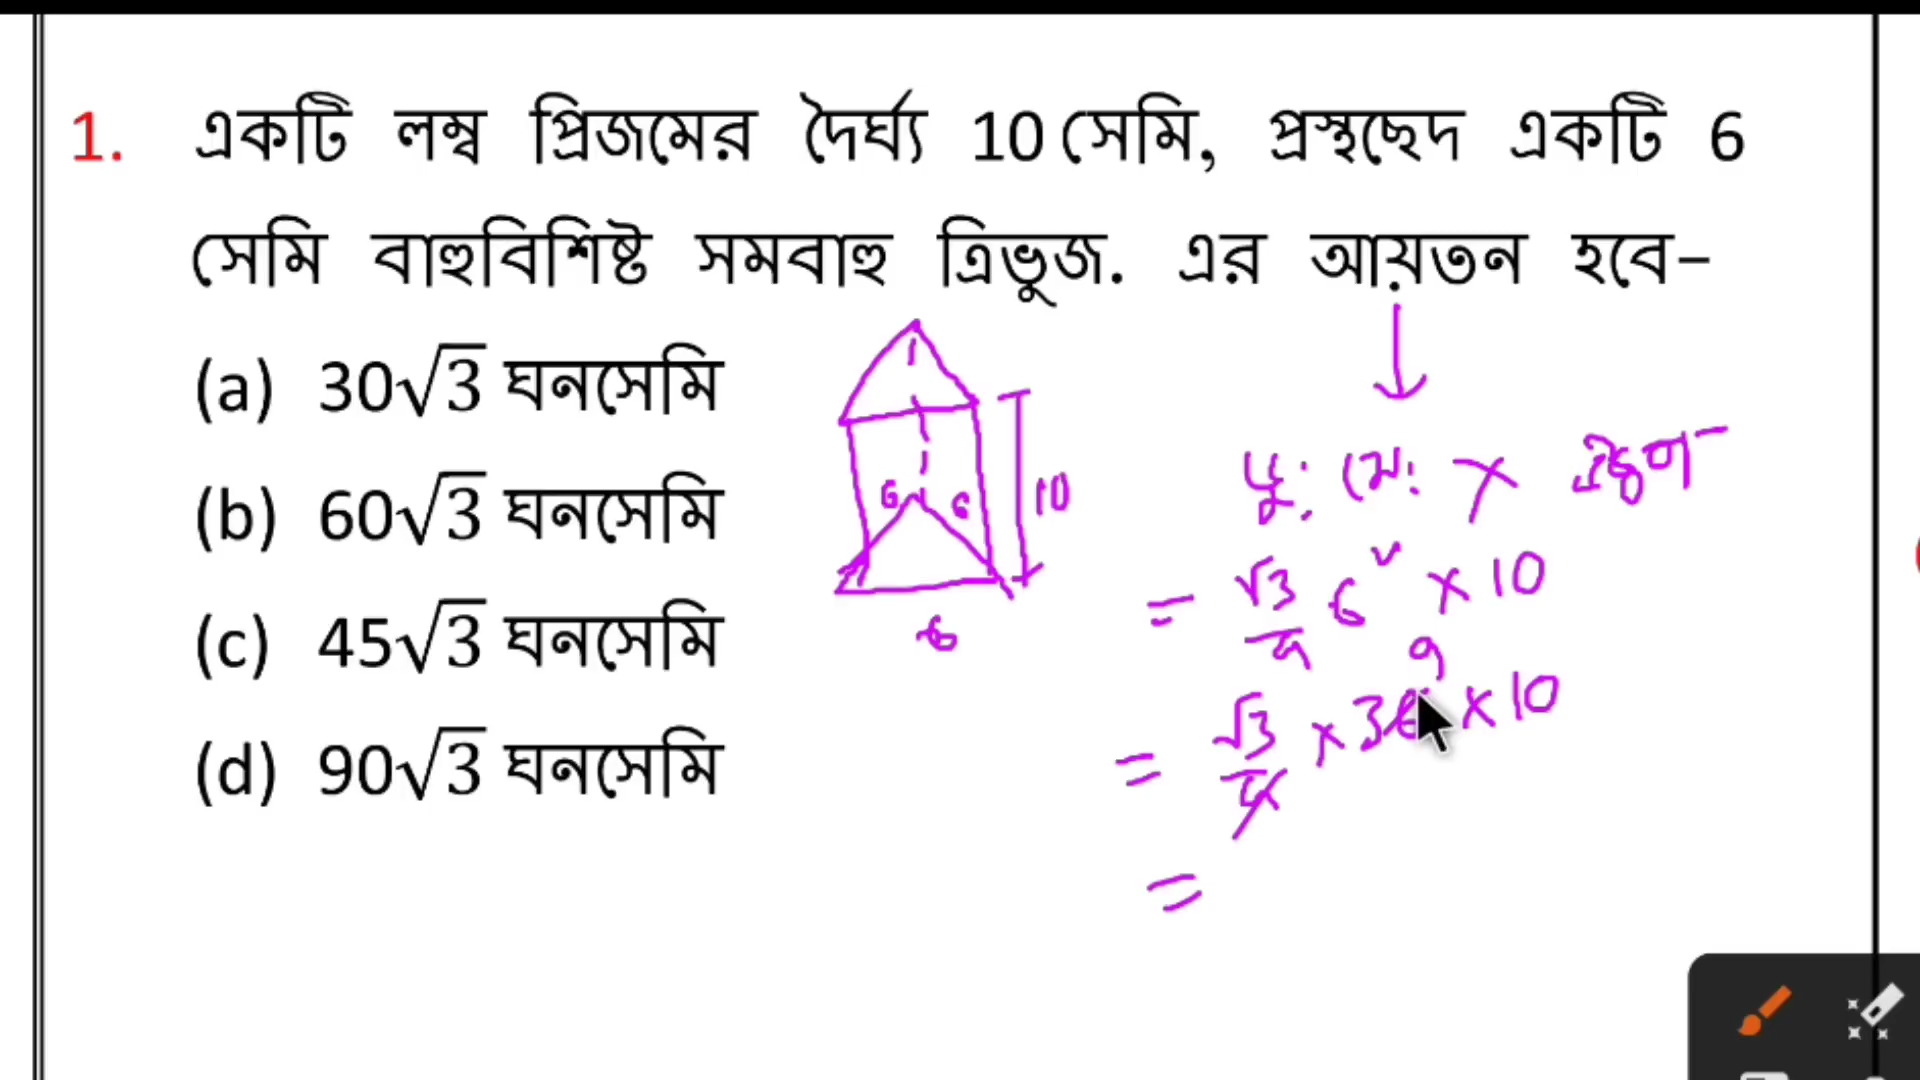 1. একটি লম্ব প্রিজমের দৈর্ঘ্য 10 সেমি, প্রস্থচ্ছেদ একটি 6
সেমি বাহুবিশিষ্ট সমবাহু ত্রিভুজ. এর আয়তন হবে–
(a) 30√3 ঘনসেমি
(b) 60√3 ঘনসেমি
(c) 45√3 ঘনসেমি
(d) 90√3 ঘনসেমি
6 6 10
6
ভূ: ক্ষে: ×
= √3/4 6² × 10
9
= √3/4 × 36 × 10
=